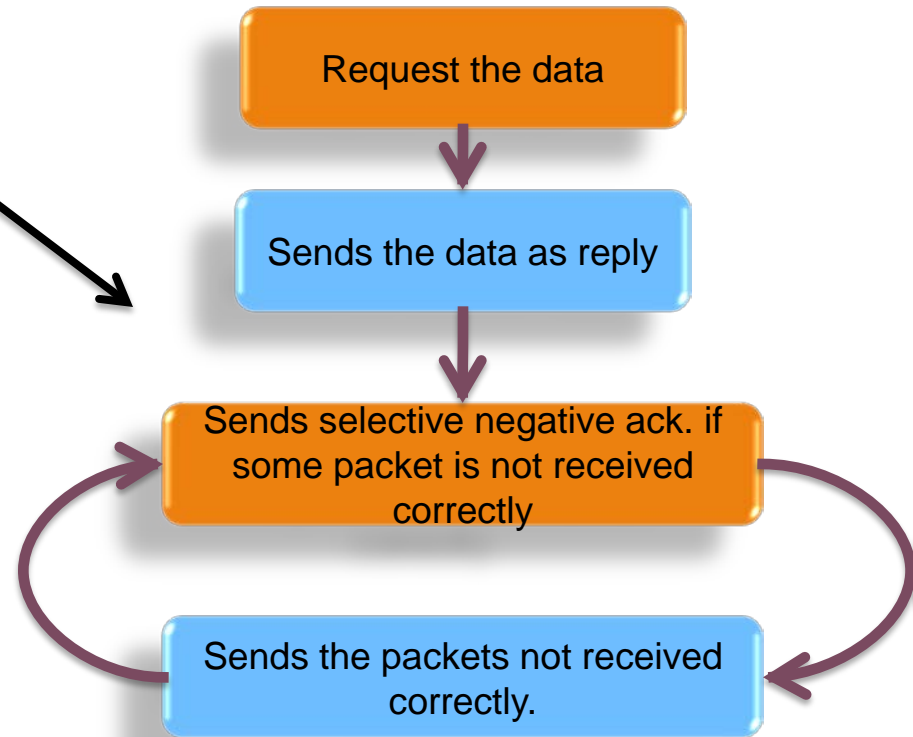 Request the data
Sends the data as reply
Sends selective negative ack. if
some packet is not received
correctly
Sends the packets not received
correctly.